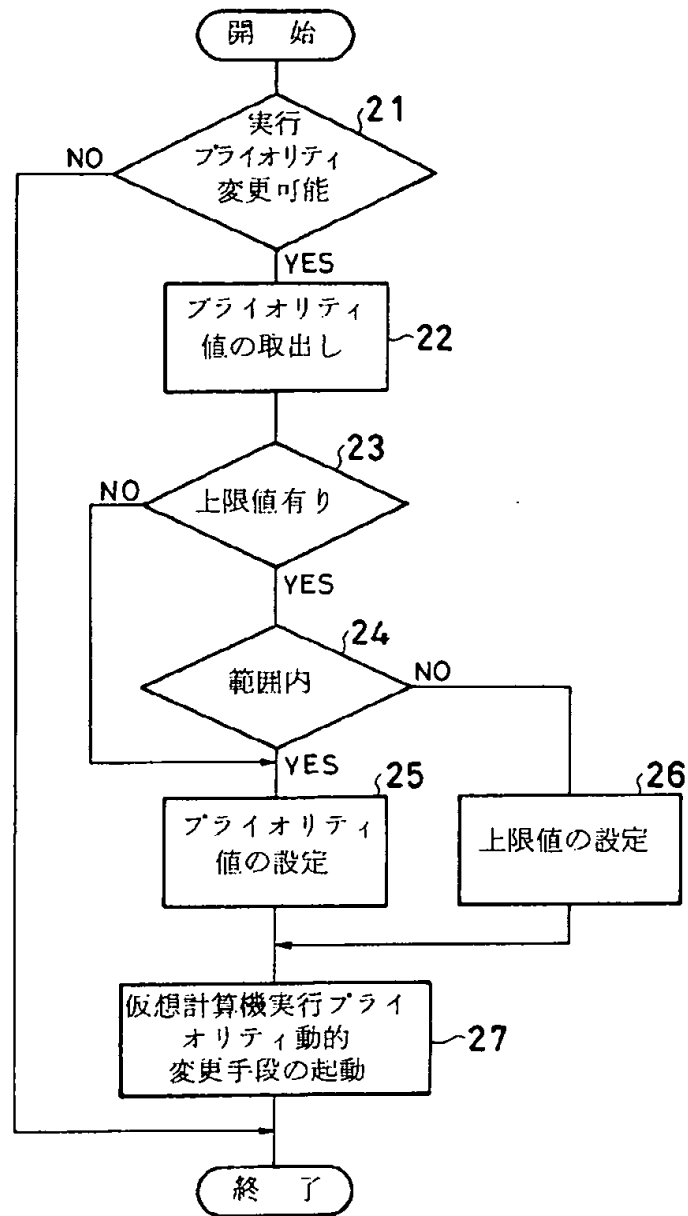 開 始
21
実行
プライオリティ
変更可能
NO
YES
プライオリティ
値の取出し
22
23
上限値有り
NO
YES
24
範囲内
NO
YES
25
プライオリティ
値の設定
26
上限値の設定
仮想計算機実行プライ
オリティ動的
変更手段の起動
27
終 了